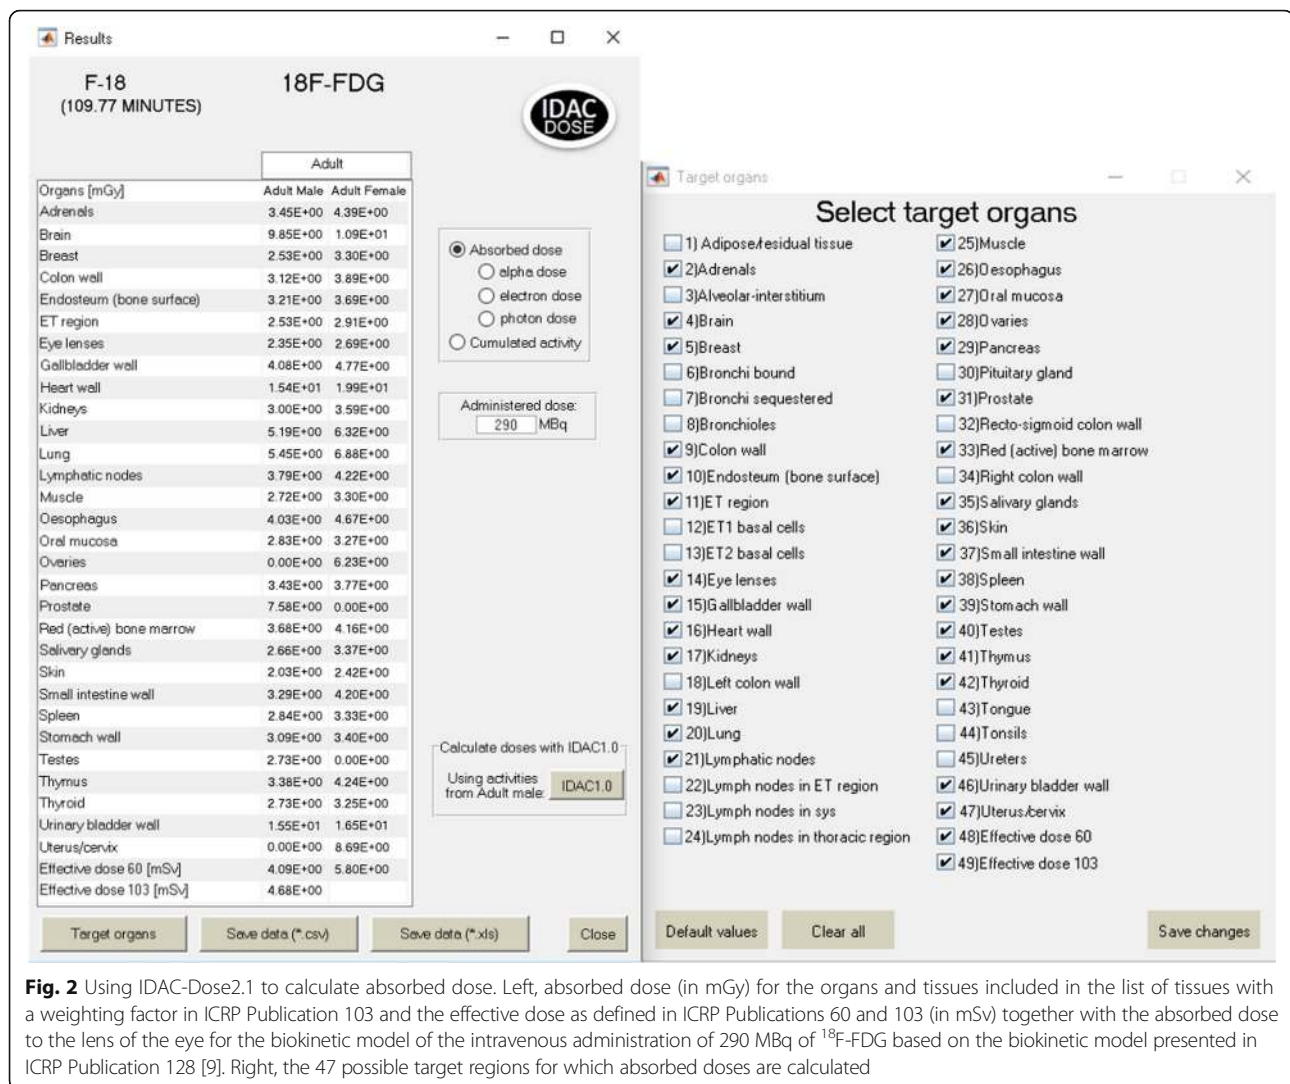 Results
F-18
(109.77 MINUTES)
18F-FDG
IDAC
DOSE
Adult
Organs [mGy] Adult Male Adult Female
Adrenals 3.45E+00 4.39E+00
Brain 9.85E+00 1.09E+01
Breast 2.53E+00 3.30E+00
Colon wall 3.12E+00 3.89E+00
Endosteum (bone surface) 3.21E+00 3.69E+00
ET region 2.53E+00 2.91E+00
Eye lenses 2.35E+00 2.69E+00
Gallbladder wall 4.08E+00 4.77E+00
Heart wall 1.54E+01 1.99E+01
Kidneys 3.00E+00 3.59E+00
Liver 5.19E+00 6.32E+00
Lung 5.45E+00 6.88E+00
Lymphatic nodes 3.79E+00 4.22E+00
Muscle 2.72E+00 3.30E+00
Oesophagus 4.03E+00 4.67E+00
Oral mucosa 2.83E+00 3.27E+00
Ovaries 0.00E+00 6.23E+00
Pancreas 3.43E+00 3.77E+00
Prostate 7.58E+00 0.00E+00
Red (active) bone marrow 3.68E+00 4.16E+00
Salivary glands 2.66E+00 3.37E+00
Skin 2.03E+00 2.42E+00
Small intestine wall 3.29E+00 4.20E+00
Spleen 2.84E+00 3.33E+00
Stomach wall 3.09E+00 3.40E+00
Testes 2.73E+00 0.00E+00
Thymus 3.38E+00 4.24E+00
Thyroid 2.73E+00 3.25E+00
Urinary bladder wall 1.55E+01 1.65E+01
Uterus/cervix 0.00E+00 8.69E+00
Effective dose 60 [mSv] 4.09E+00 5.80E+00
Effective dose 103 [mSv] 4.68E+00
Absorbed dose
alpha dose
electron dose
photon dose
Cumulated activity
Administered dose:
290 MBq
Calculate doses with IDAC1.0
Using activities
from Adult male: IDAC1.0
Target organs Save data (*.csv) Save data (*.xls) Close
Target organs
Select target organs
1) Adipose/residual tissue
2)Adrenals
3)Alveolar-interstitium
4)Brain
5)Breast
6)Bronchi bound
7)Bronchi sequestered
8)Bronchioles
9)Colon wall
10)Endosteum (bone surface)
11)ET region
12)ET1 basal cells
13)ET2 basal cells
14)Eye lenses
15)Gallbladder wall
16)Heart wall
17)Kidneys
18)Left colon wall
19)Liver
20)Lung
21)Lymphatic nodes
22)Lymph nodes in ET region
23)Lymph nodes in sys
24)Lymph nodes in thoracic region
25)Muscle
26)Oesophagus
27)Oral mucosa
28)Ovaries
29)Pancreas
30)Pituitary gland
31)Prostate
32)Recto-sigmoid colon wall
33)Red (active) bone marrow
34)Right colon wall
35)Salivary glands
36)Skin
37)Small intestine wall
38)Spleen
39)Stomach wall
40)Testes
41)Thymus
42)Thyroid
43)Tongue
44)Tonsils
45)Ureters
46)Urinary bladder wall
47)Uterus/cervix
48)Effective dose 60
49)Effective dose 103
Default values Clear all Save changes
Fig. 2 Using IDAC-Dose2.1 to calculate absorbed dose. Left, absorbed dose (in mGy) for the organs and tissues included in the list of tissues with
a weighting factor in ICRP Publication 103 and the effective dose as defined in ICRP Publications 60 and 103 (in mSv) together with the absorbed dose
to the lens of the eye for the biokinetic model of the intravenous administration of 290 MBq of ¹⁸F-FDG based on the biokinetic model presented in
ICRP Publication 128 [9]. Right, the 47 possible target regions for which absorbed doses are calculated